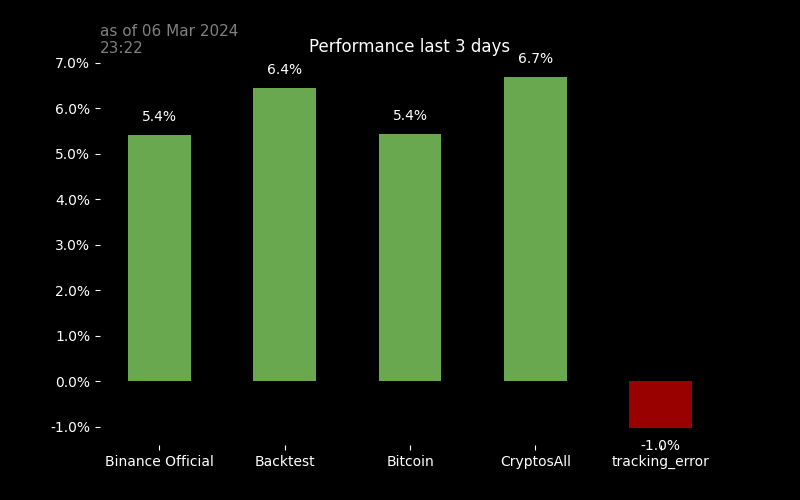 as of 06 Mar 2024
23:22
Performance last 3 days
7.0%
6.0%
5.0%
4.0%
3.0%
2.0%
1.0%
0.0%
-1.0%
5.4%
6.4%
5.4%
6.7%
-1.0%
Binance Official
Backtest
Bitcoin
CryptosAll
tracking_error